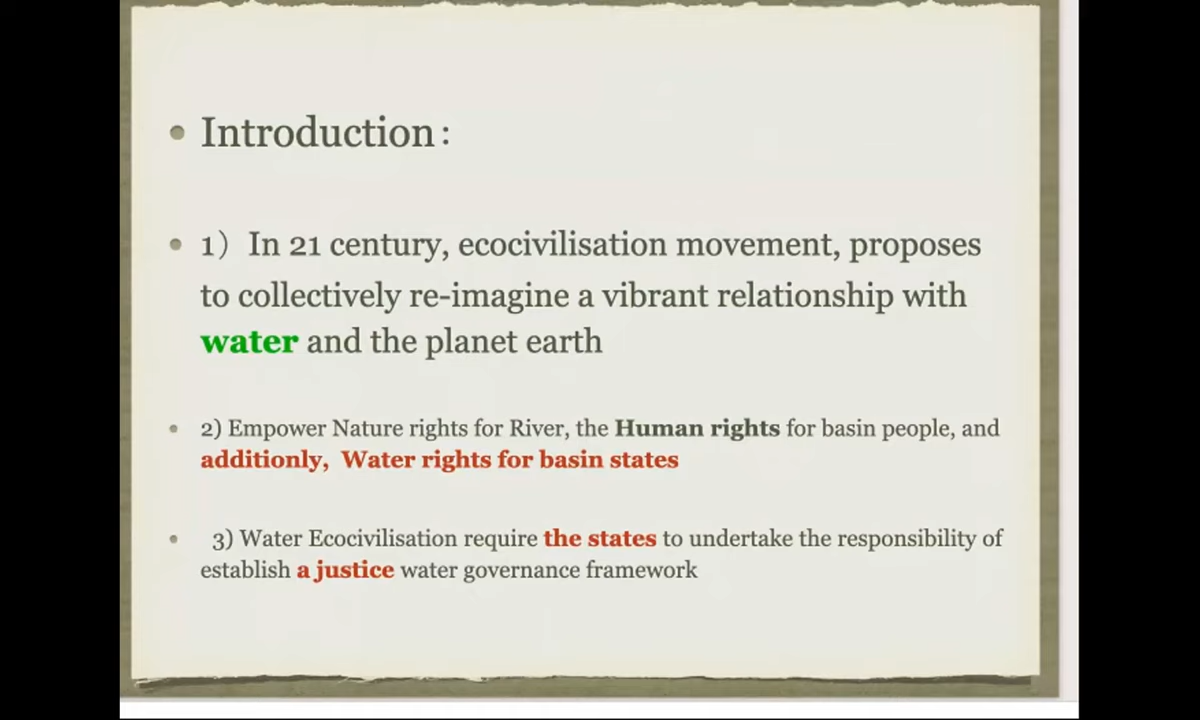 • Introduction：
• 1） In 21 century, ecocivilisation movement, proposes
to collectively re-imagine a vibrant relationship with
water and the planet earth
• 2) Empower Nature rights for River, the Human rights for basin people, and
additionly, Water rights for basin states
• 3) Water Ecocivilisation require the states to undertake the responsibility of
establish a justice water governance framework